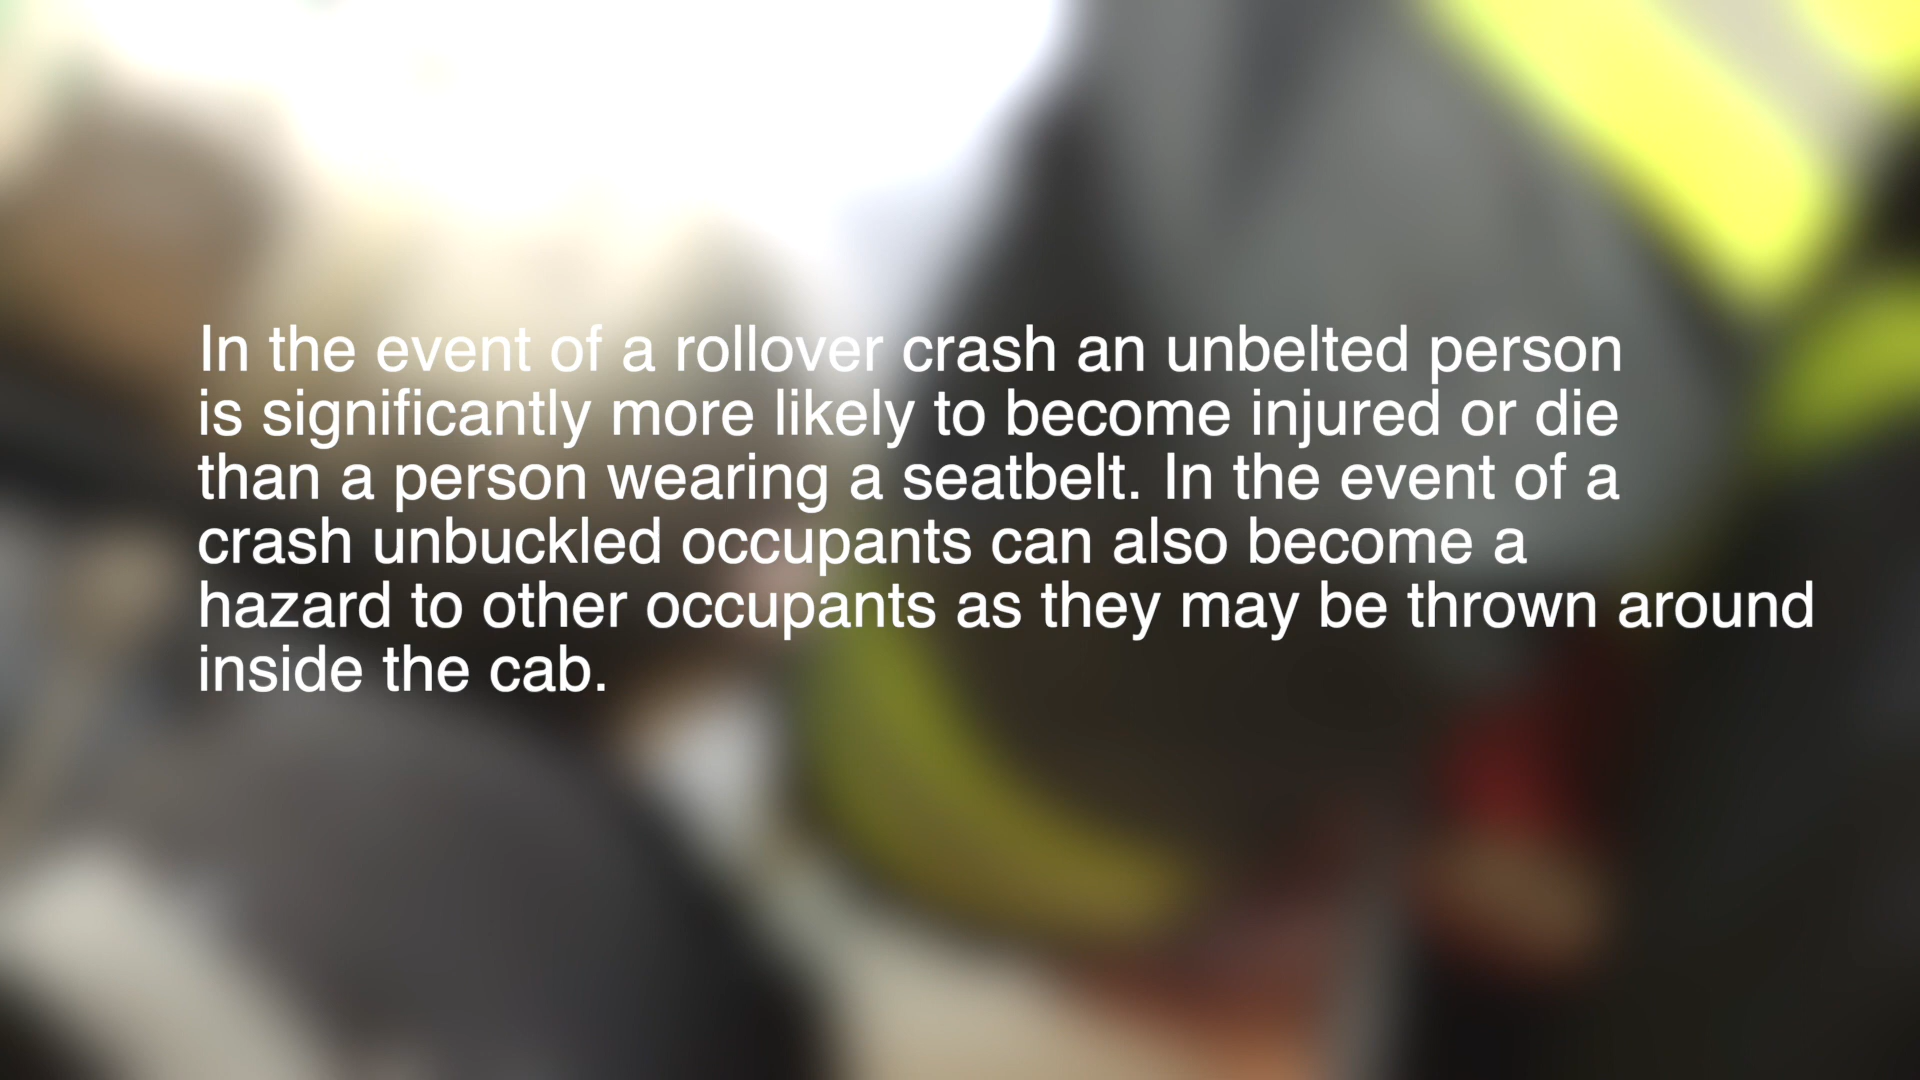 In the event of a rollover crash an unbelted person
is significantly more likely to become injured or die
than a person wearing a seatbelt. In the event of a
crash unbuckled occupants can also become a
hazard to other occupants as they may be thrown around
inside the cab.